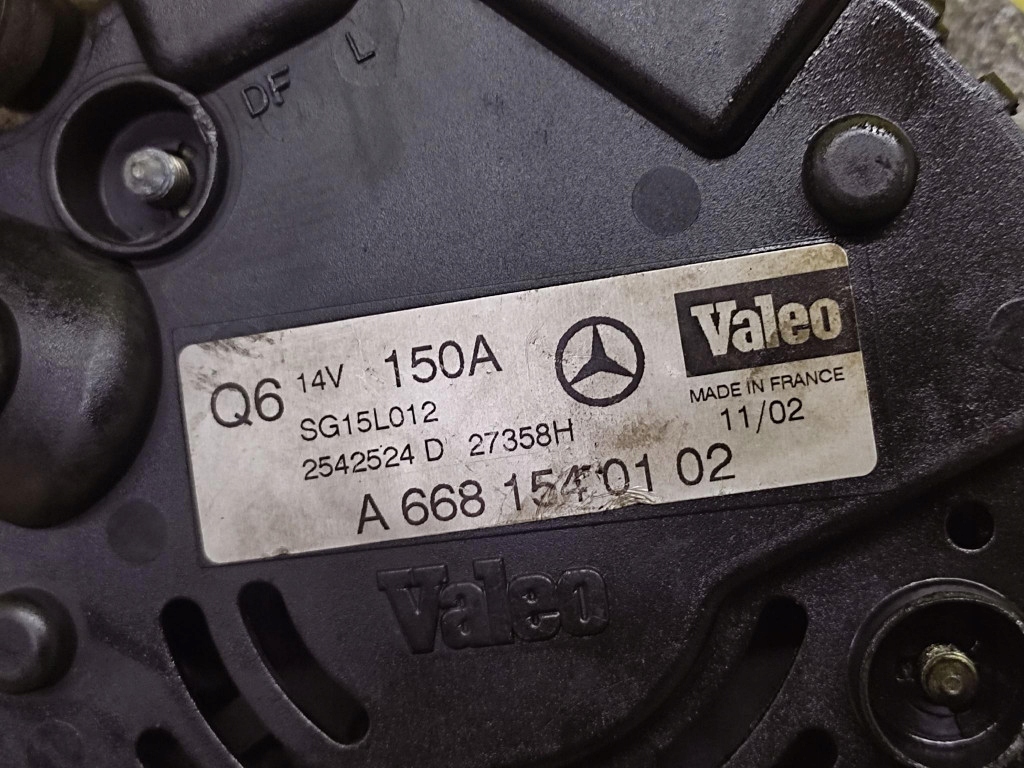 DF L
Q6 14V 150A
Valeo
MADE IN FRANCE
SG15L012
11/02
2542524 D 27358H
A 668 154 01 02
Valeo